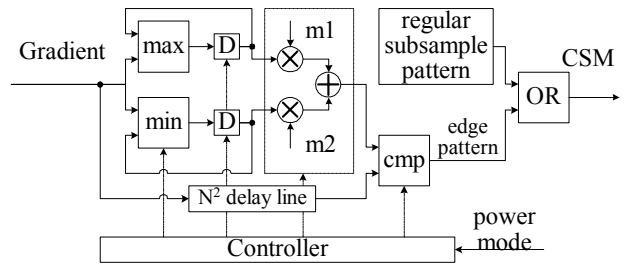 Gradient
max
D
m1
regular
subsample
pattern
CSM
OR
min
D
m2
cmp
edge
pattern
N² delay line
Controller
power
mode